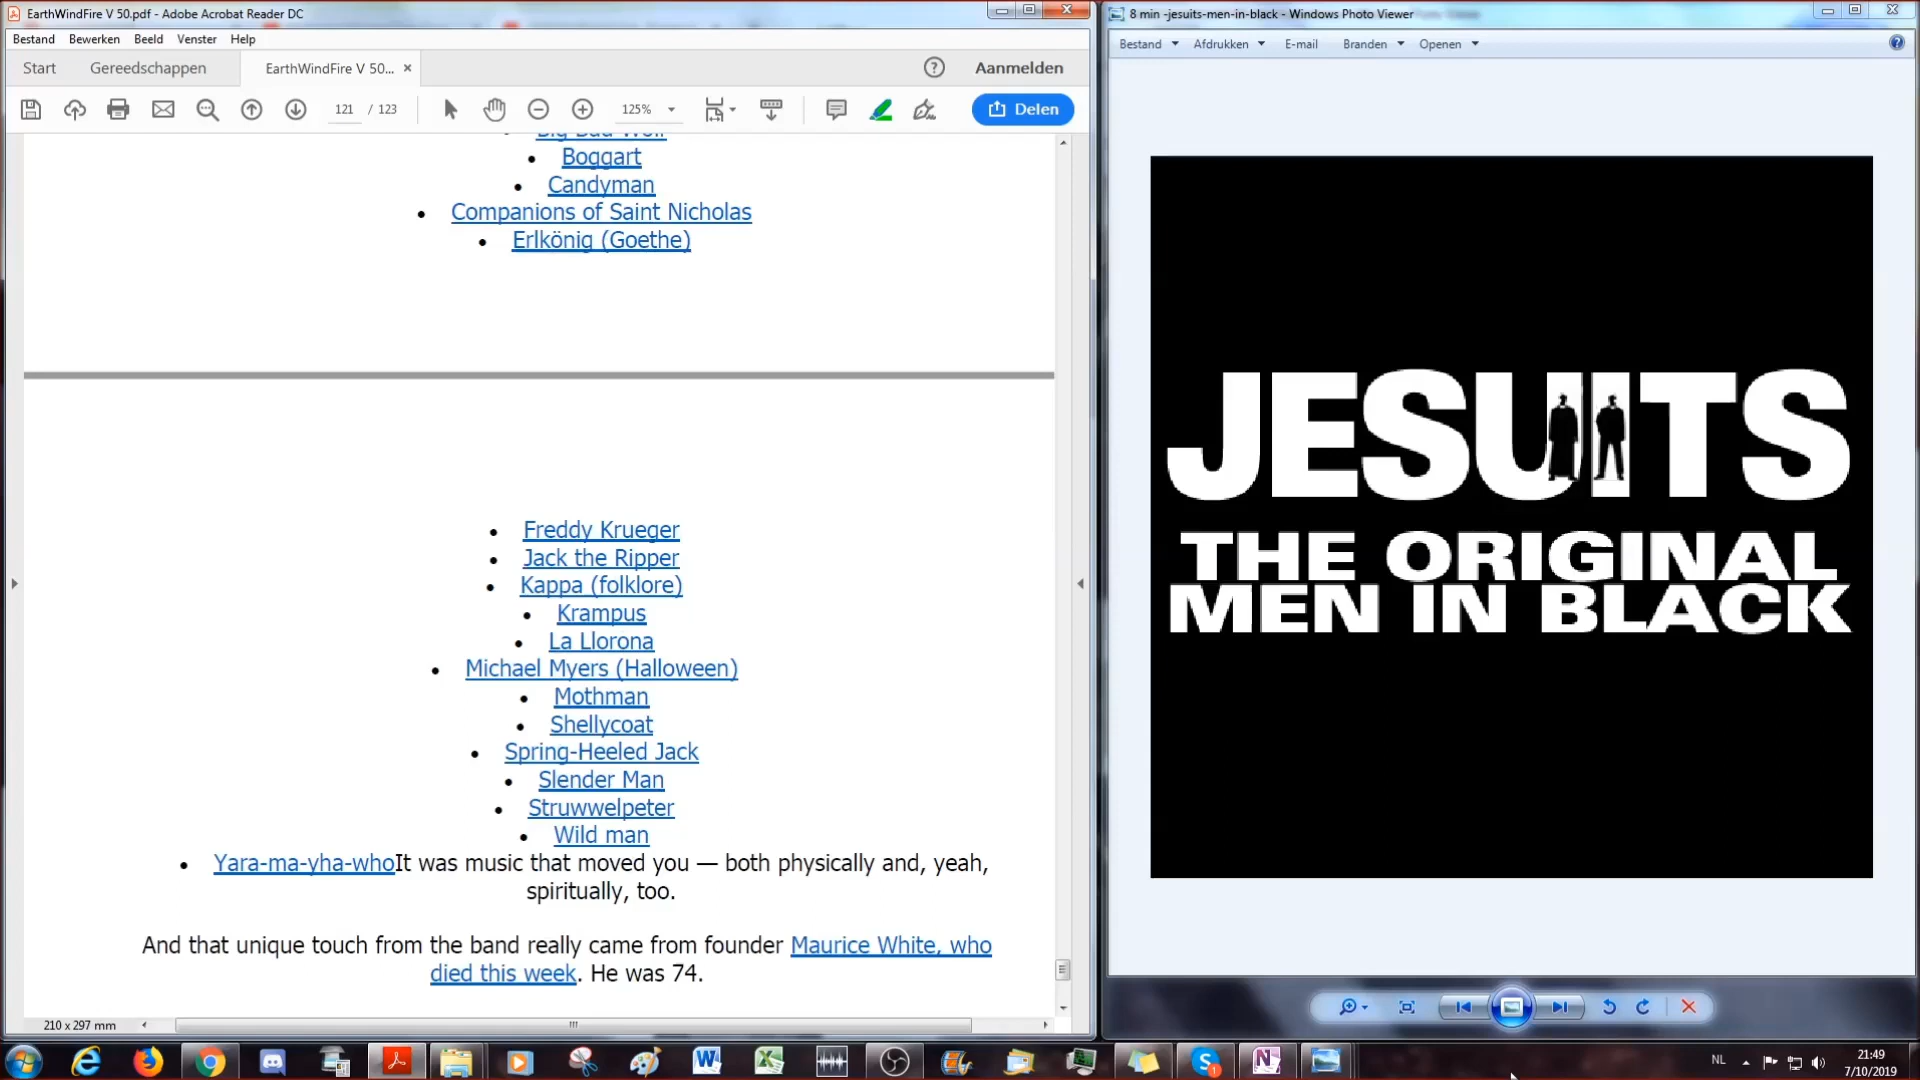 EarthWindFire V 50.pdf - Adobe Acrobat Reader DC
Bestand Bewerken Beeld Venster Help
Start Gereedschappen EarthWindFire V 50... × Aanmelden
121 / 123 125% Delen
Big Bad Wolf
• Boggart
• Candyman
• Companions of Saint Nicholas
• Erlkönig (Goethe)
• Freddy Krueger
• Jack the Ripper
• Kappa (folklore)
• Krampus
• La Llorona
• Michael Myers (Halloween)
• Mothman
• Shellycoat
• Spring-Heeled Jack
• Slender Man
• Struwwelpeter
• Wild man
• Yara-ma-yha-whoIt was music that moved you — both physically and, yeah,
spiritually, too.
And that unique touch from the band really came from founder Maurice White, who
died this week. He was 74.
210 x 297 mm
8 min -jesuits-men-in-black - Windows Photo Viewer
Bestand Afdrukken E-mail Branden Openen
JESUITS
THE ORIGINAL
MEN IN BLACK
NL
21:49
7/10/2019